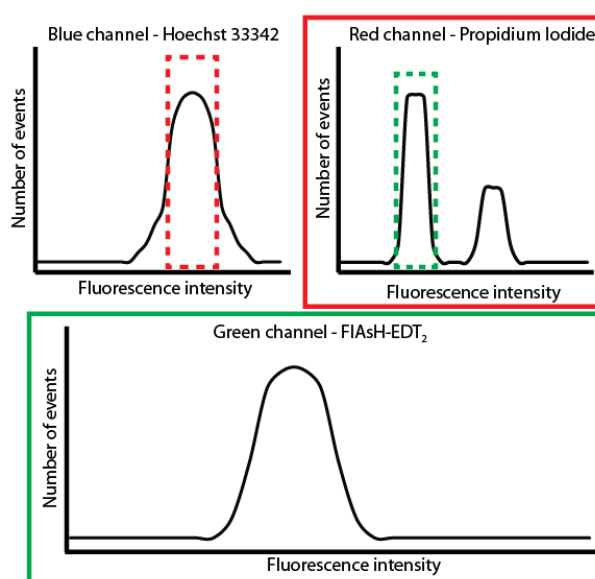 Blue channel - Hoechst 33342
Number of events
Fluorescence intensity
Red channel - Propidium Iodide
Number of events
Fluorescence intensity
Green channel - FlAsH-EDT₂
Number of events
Fluorescence intensity